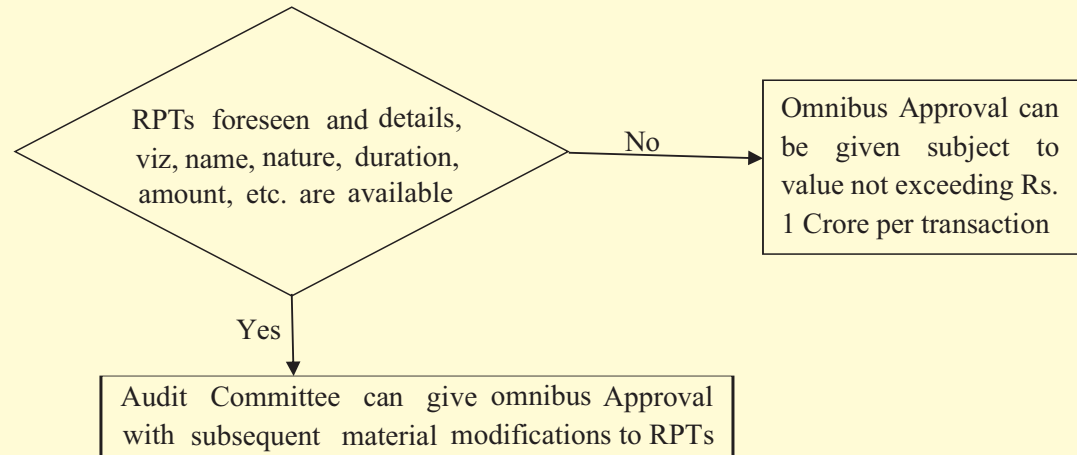 RPTs foreseen and details,
viz, name, nature, duration,
amount, etc. are available
No
Omnibus Approval can
be given subject to
value not exceeding Rs.
1 Crore per transaction
Yes
Audit Committee can give omnibus Approval
with subsequent material modifications to RPTs